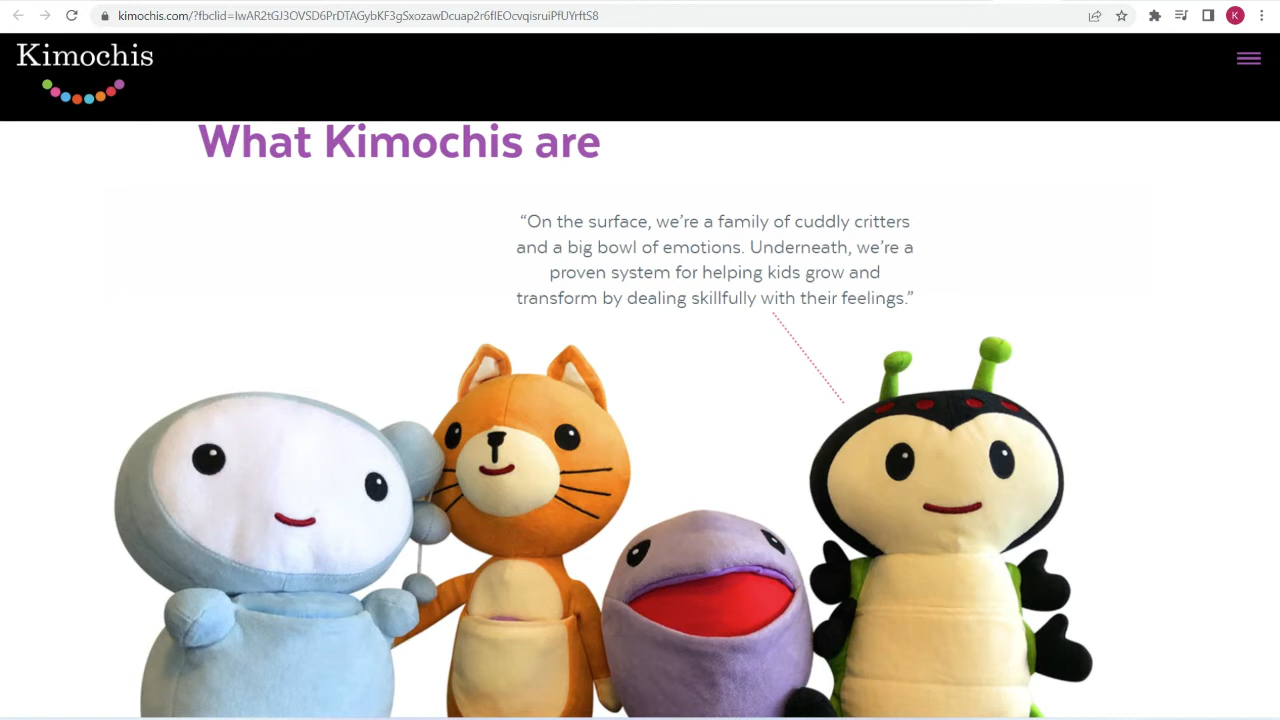 kimochis.com/?fbclid=IwAR2tGJ3OVSD6PrDTAGybKF3gSxozawDcuap2r5fIEOcvqisruiPfUYrftS8
K
Kimochis
What Kimochis are
“On the surface, we’re a family of cuddly critters
and a big bowl of emotions. Underneath, we’re a
proven system for helping kids grow and
transform by dealing skillfully with their feelings.”